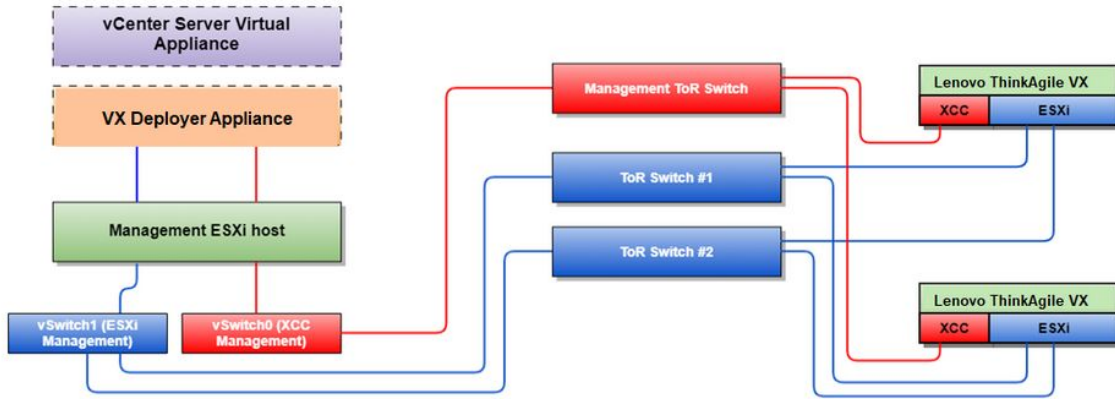 vCenter Server Virtual
Appliance
VX Deployer Appliance
Management ESXi host
vSwitch1 (ESXi
Management)
vSwitch0 (XCC
Management)
Management ToR Switch
ToR Switch #1
ToR Switch #2
Lenovo ThinkAgile VX
XCC ESXi
Lenovo ThinkAgile VX
XCC ESXi